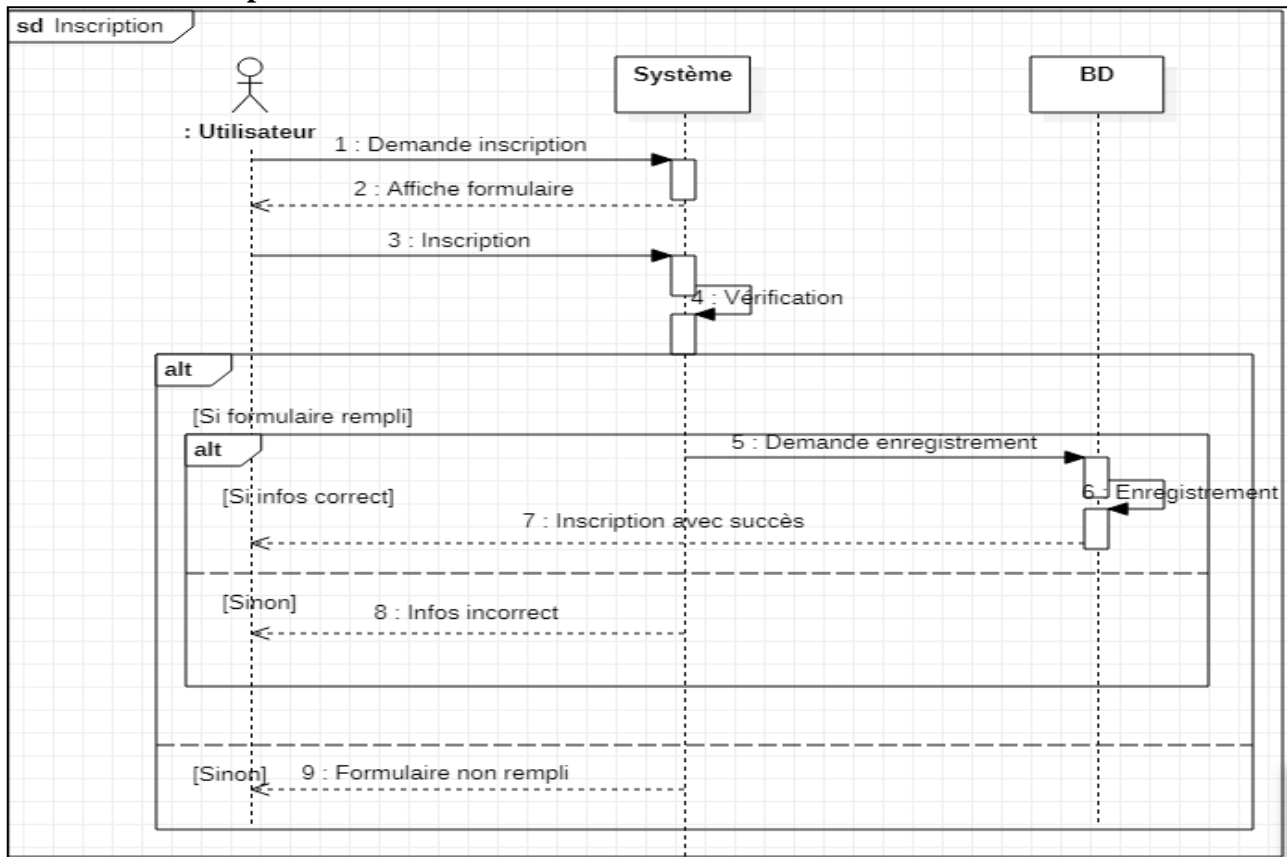 sd Inscription
Système
BD
: Utilisateur
1 : Demande inscription
2 : Affiche formulaire
3 : Inscription
4 : Vérification
alt
[Si formulaire rempli]
alt
5 : Demande enregistrement
[Si infos correct]
6 : Enregistrement
7 : Inscription avec succès
[Sinon]
8 : Infos incorrect
[Sinon]
9 : Formulaire non rempli